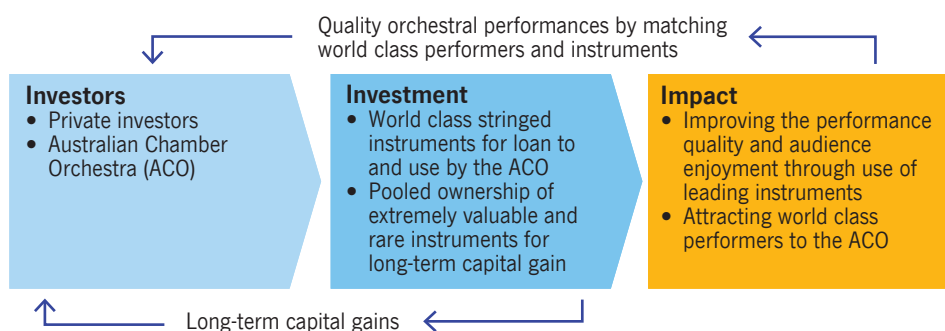 Quality orchestral performances by matching
world class performers and instruments
Investors
• Private investors
• Australian Chamber
Orchestra (ACO)
Investment
• World class stringed
instruments for loan to
and use by the ACO
• Pooled ownership of
extremely valuable and
rare instruments for
long-term capital gain
Impact
• Improving the performance
quality and audience
enjoyment through use of
leading instruments
• Attracting world class
performers to the ACO
Long-term capital gains